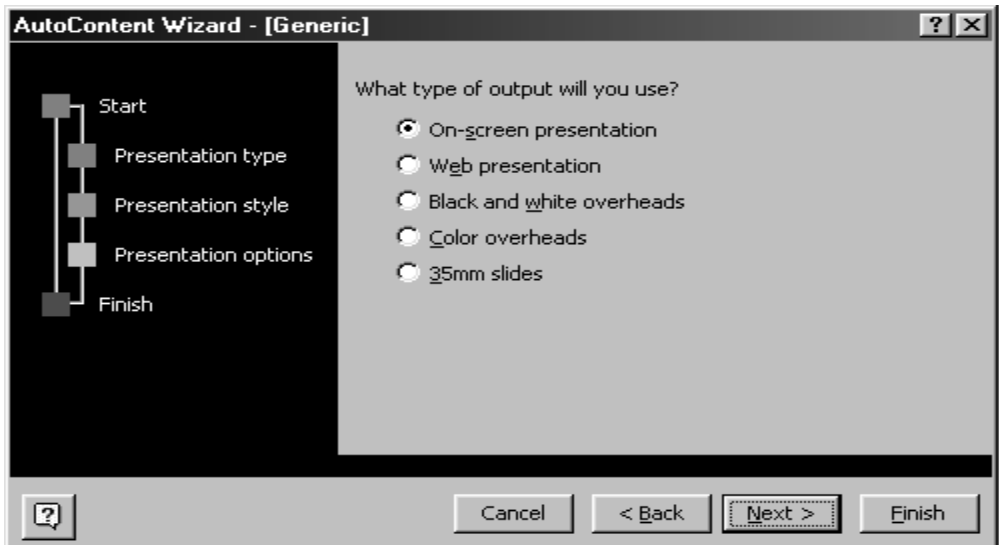 AutoContent Wizard - [Generic]
Start
Presentation type
Presentation style
Presentation options
Finish
What type of output will you use?
On-screen presentation
Web presentation
Black and white overheads
Color overheads
35mm slides
Cancel
< Back
Next >
Finish